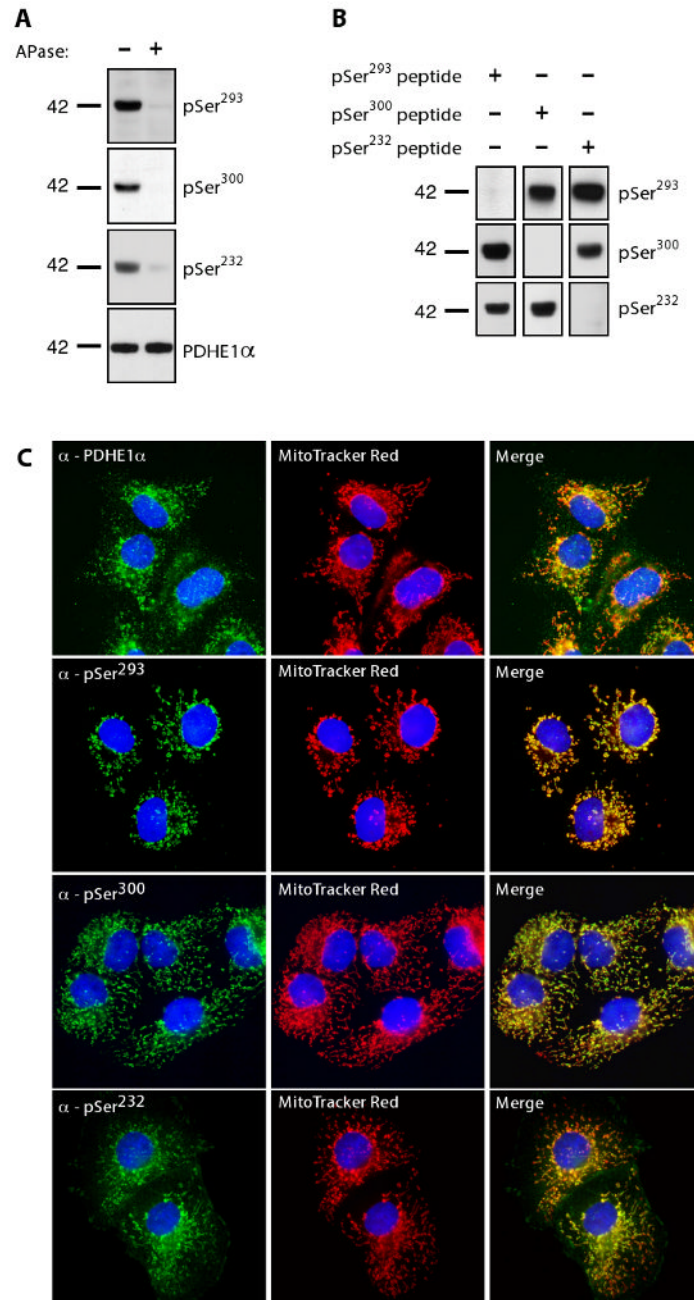 A
APase: − +
42 pSer²⁹³
42 pSer³⁰⁰
42 pSer²³²
42 PDHE1α
B
pSer²⁹³ peptide + − −
pSer³⁰⁰ peptide − + −
pSer²³² peptide − − +
42 pSer²⁹³
42 pSer³⁰⁰
42 pSer²³²
C
α - PDHE1α MitoTracker Red Merge
α - pSer²⁹³ MitoTracker Red Merge
α - pSer³⁰⁰ MitoTracker Red Merge
α - pSer²³² MitoTracker Red Merge